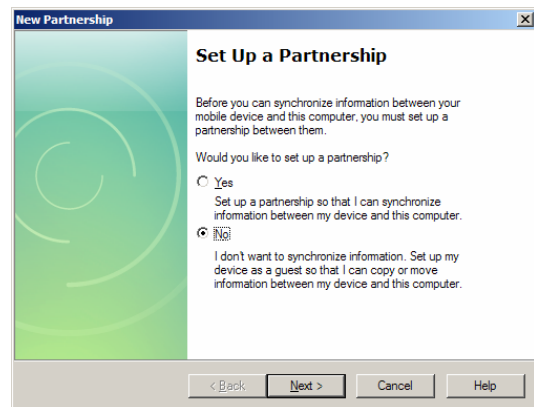 New Partnership
Set Up a Partnership
Before you can synchronize information between your
mobile device and this computer, you must set up a
partnership between them.
Would you like to set up a partnership?
Yes
Set up a partnership so that I can synchronize
information between my device and this computer.
No
I don't want to synchronize information. Set up my
device as a guest so that I can copy or move
information between my device and this computer.
< Back Next > Cancel Help